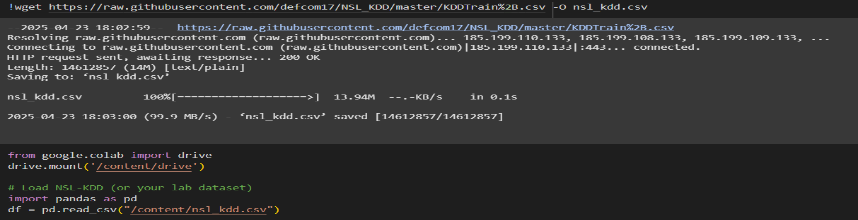 !wget https://raw.githubusercontent.com/defcom17/NSL_KDD/master/KDDTrain%2B.csv -O nsl_kdd.csv
--2025-04-23 18:02:59-- https://raw.githubusercontent.com/defcom17/NSL_KDD/master/KDDTrain%2B.csv
Resolving raw.githubusercontent.com (raw.githubusercontent.com)... 185.199.110.133, 185.199.108.133, 185.199.109.133, ...
Connecting to raw.githubusercontent.com (raw.githubusercontent.com)|185.199.110.133|:443... connected.
HTTP request sent, awaiting response... 200 OK
Length: 14612857 (14M) [text/plain]
Saving to: ‘nsl_kdd.csv’
nsl_kdd.csv 100%[===================>] 13.94M --.-KB/s in 0.1s
2025-04-23 18:03:00 (99.9 MB/s) - ‘nsl_kdd.csv’ saved [14612857/14612857]
from google.colab import drive
drive.mount('/content/drive')
# Load NSL-KDD (or your lab dataset)
import pandas as pd
df = pd.read_csv("/content/nsl_kdd.csv")